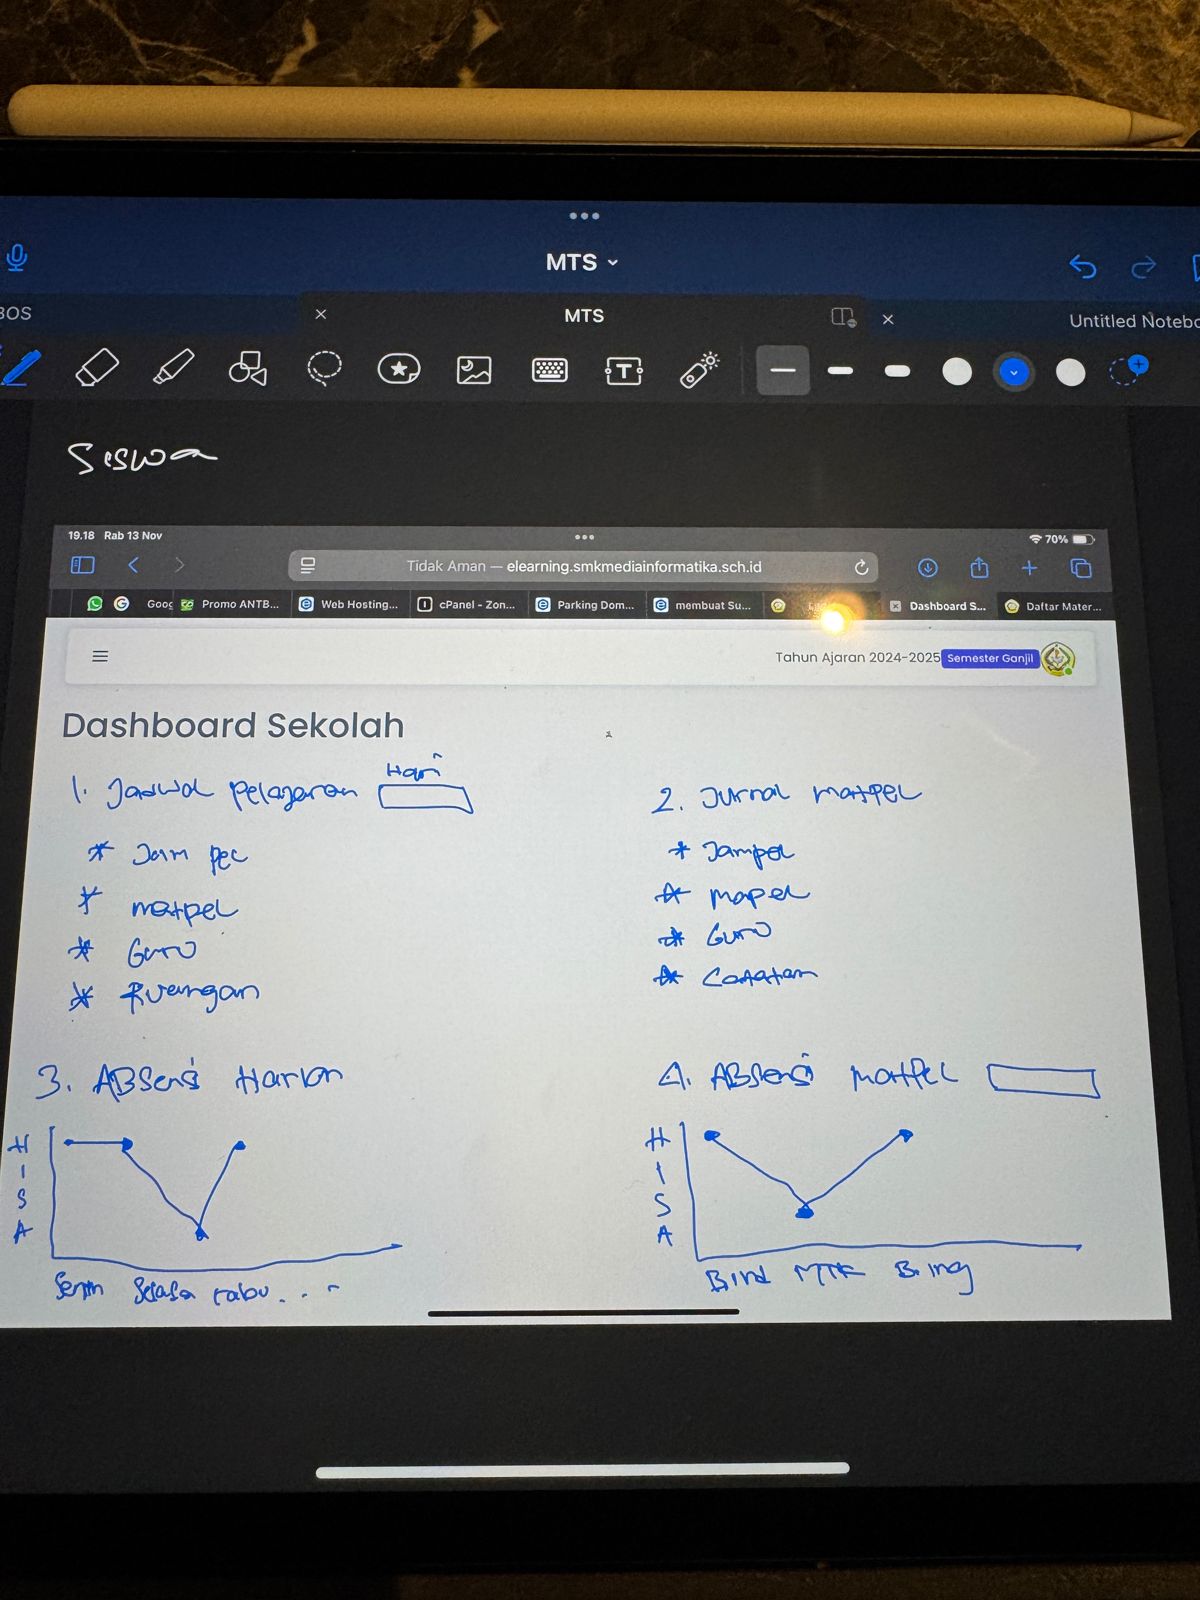 MTS
BOS
MTS
Untitled Notebo
T
Siswa
19.18 Rab 13 Nov
70%
Tidak Aman — elearning.smkmediainformatika.sch.id
Goog
Promo ANTB...
Web Hosting...
cPanel - Zon...
Parking Dom...
membuat Su...
Dashboard S...
Daftar Mater...
Tahun Ajaran 2024-2025 Semester Ganjil
Dashboard Sekolah
1. Jadwal Pelajaran Hari
* Jam pel
* matpel
* Guru
* Ruangan
2. Jurnal matpel
* Jampel
* mapel
* Guru
* Catatan
3. ABSensi Harian
H
I
S
A
Senin Selasa rabu . . -
4. ABSensi matpel
H
I
S
A
B.ind MTK B.ing